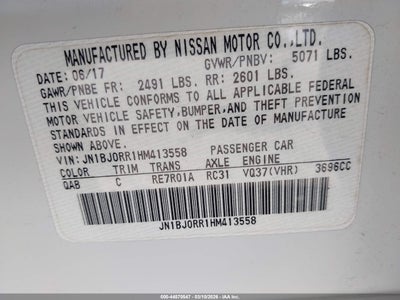 MANUFACTURED BY NISSAN MOTOR CO.,LTD.
DATE: 06/17 GVWR/PNBV: 5071 LBS.
GAWR/PNBE FR: 2491 LBS. RR: 2601 LBS.
THIS VEHICLE CONFORMS TO ALL APPLICABLE FEDERAL
MOTOR VEHICLE SAFETY, BUMPER, AND THEFT PREVENTION
STANDARDS IN EFFECT ON THE DATE OF MANUFACTURE
SHOWN ABOVE.
VIN: JN1BJ0RR1HM413558 PASSENGER CAR
COLOR TRIM TRANS AXLE ENGINE
QAB C RE7R01A RC31 VQ37(VHR) 3696CC
JN1BJ0RR1HM413558
000-44870047 - 03/10/2026 - COPYRIGHT IAA